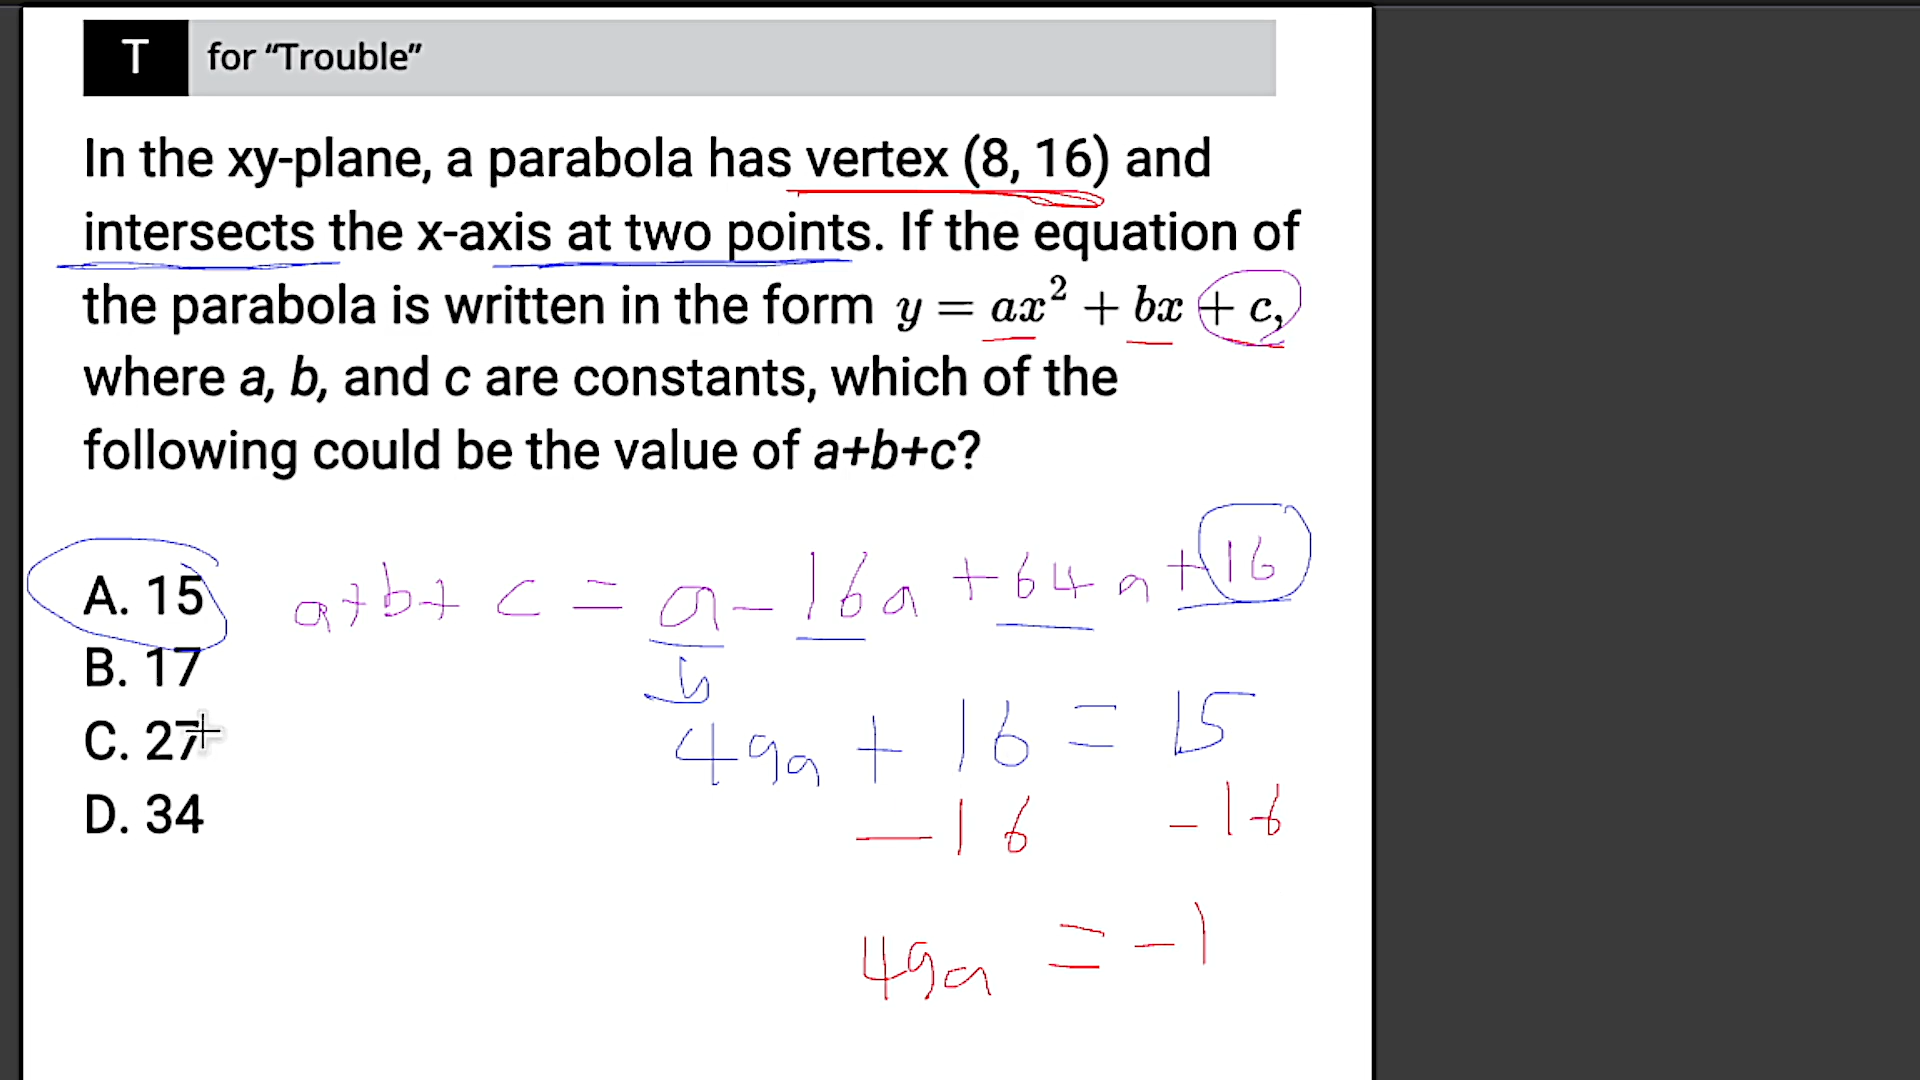 T for “Trouble”
In the xy-plane, a parabola has vertex (8, 16) and
intersects the x-axis at two points. If the equation of
the parabola is written in the form y = ax² + bx + c,
where a, b, and c are constants, which of the
following could be the value of a+b+c?
A. 15
B. 17
C. 27
D. 34
a+b+c = a-16a+64a+16
49a + 16 = 15
-16 -16
49a = -1